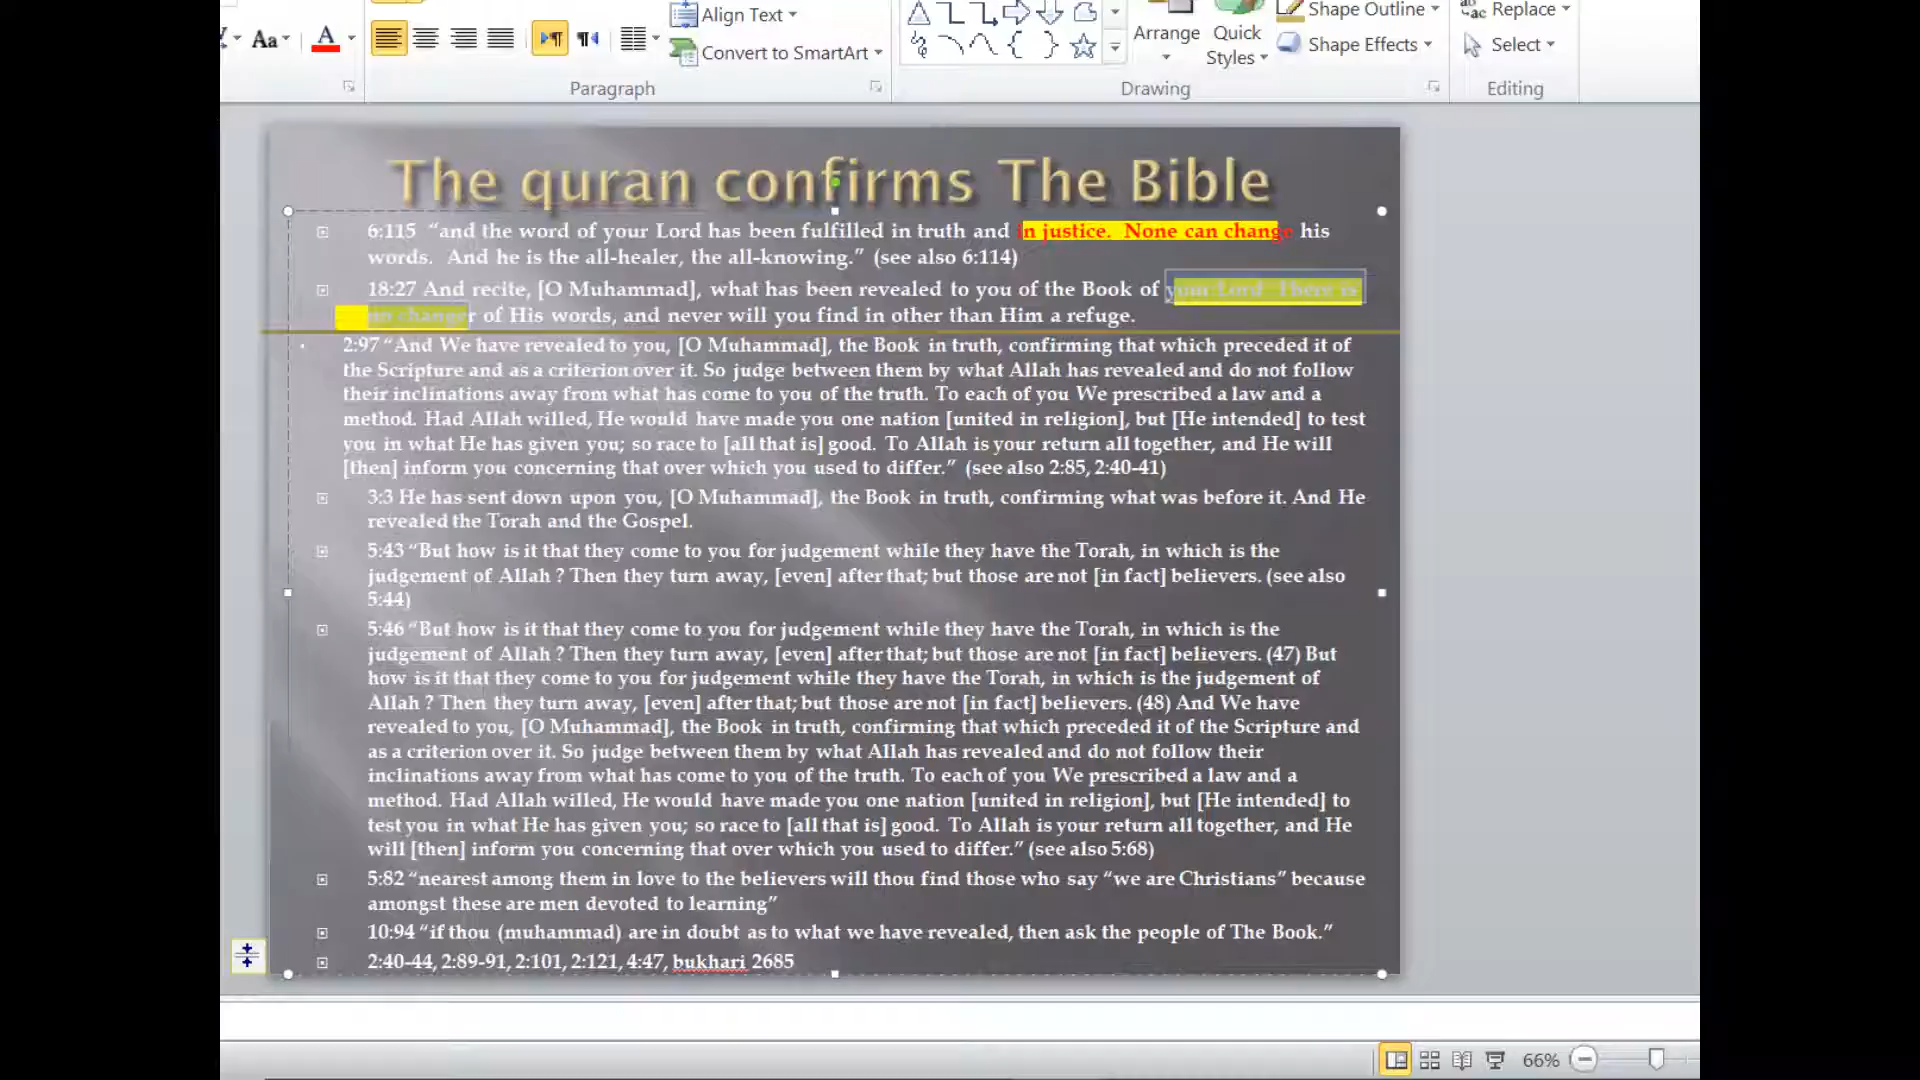 Aa
A
Align Text
Convert to SmartArt
Paragraph
Arrange
Quick
Styles
Shape Outline
Shape Effects
Drawing
Replace
Select
Editing
The quran confirms The Bible
6:115 “and the word of your Lord has been fulfilled in truth and in justice. None can change his
words. And he is the all-healer, the all-knowing.” (see also 6:114)
18:27 And recite, [O Muhammad], what has been revealed to you of the Book of your Lord There is
no changer of His words, and never will you find in other than Him a refuge.
2:97 “And We have revealed to you, [O Muhammad], the Book in truth, confirming that which preceded it of
the Scripture and as a criterion over it. So judge between them by what Allah has revealed and do not follow
their inclinations away from what has come to you of the truth. To each of you We prescribed a law and a
method. Had Allah willed, He would have made you one nation [united in religion], but [He intended] to test
you in what He has given you; so race to [all that is] good. To Allah is your return all together, and He will
[then] inform you concerning that over which you used to differ.” (see also 2:85, 2:40-41)
3:3 He has sent down upon you, [O Muhammad], the Book in truth, confirming what was before it. And He
revealed the Torah and the Gospel.
5:43 “But how is it that they come to you for judgement while they have the Torah, in which is the
judgement of Allah ? Then they turn away, [even] after that; but those are not [in fact] believers. (see also
5:44)
5:46 “But how is it that they come to you for judgement while they have the Torah, in which is the
judgement of Allah ? Then they turn away, [even] after that; but those are not [in fact] believers. (47) But
how is it that they come to you for judgement while they have the Torah, in which is the judgement of
Allah ? Then they turn away, [even] after that; but those are not [in fact] believers. (48) And We have
revealed to you, [O Muhammad], the Book in truth, confirming that which preceded it of the Scripture and
as a criterion over it. So judge between them by what Allah has revealed and do not follow their
inclinations away from what has come to you of the truth. To each of you We prescribed a law and a
method. Had Allah willed, He would have made you one nation [united in religion], but [He intended] to
test you in what He has given you; so race to [all that is] good. To Allah is your return all together, and He
will [then] inform you concerning that over which you used to differ.” (see also 5:68)
5:82 “nearest among them in love to the believers will thou find those who say “we are Christians” because
amongst these are men devoted to learning”
10:94 “if thou (muhammad) are in doubt as to what we have revealed, then ask the people of The Book.”
2:40-44, 2:89-91, 2:101, 2:121, 4:47, bukhari 2685
66%